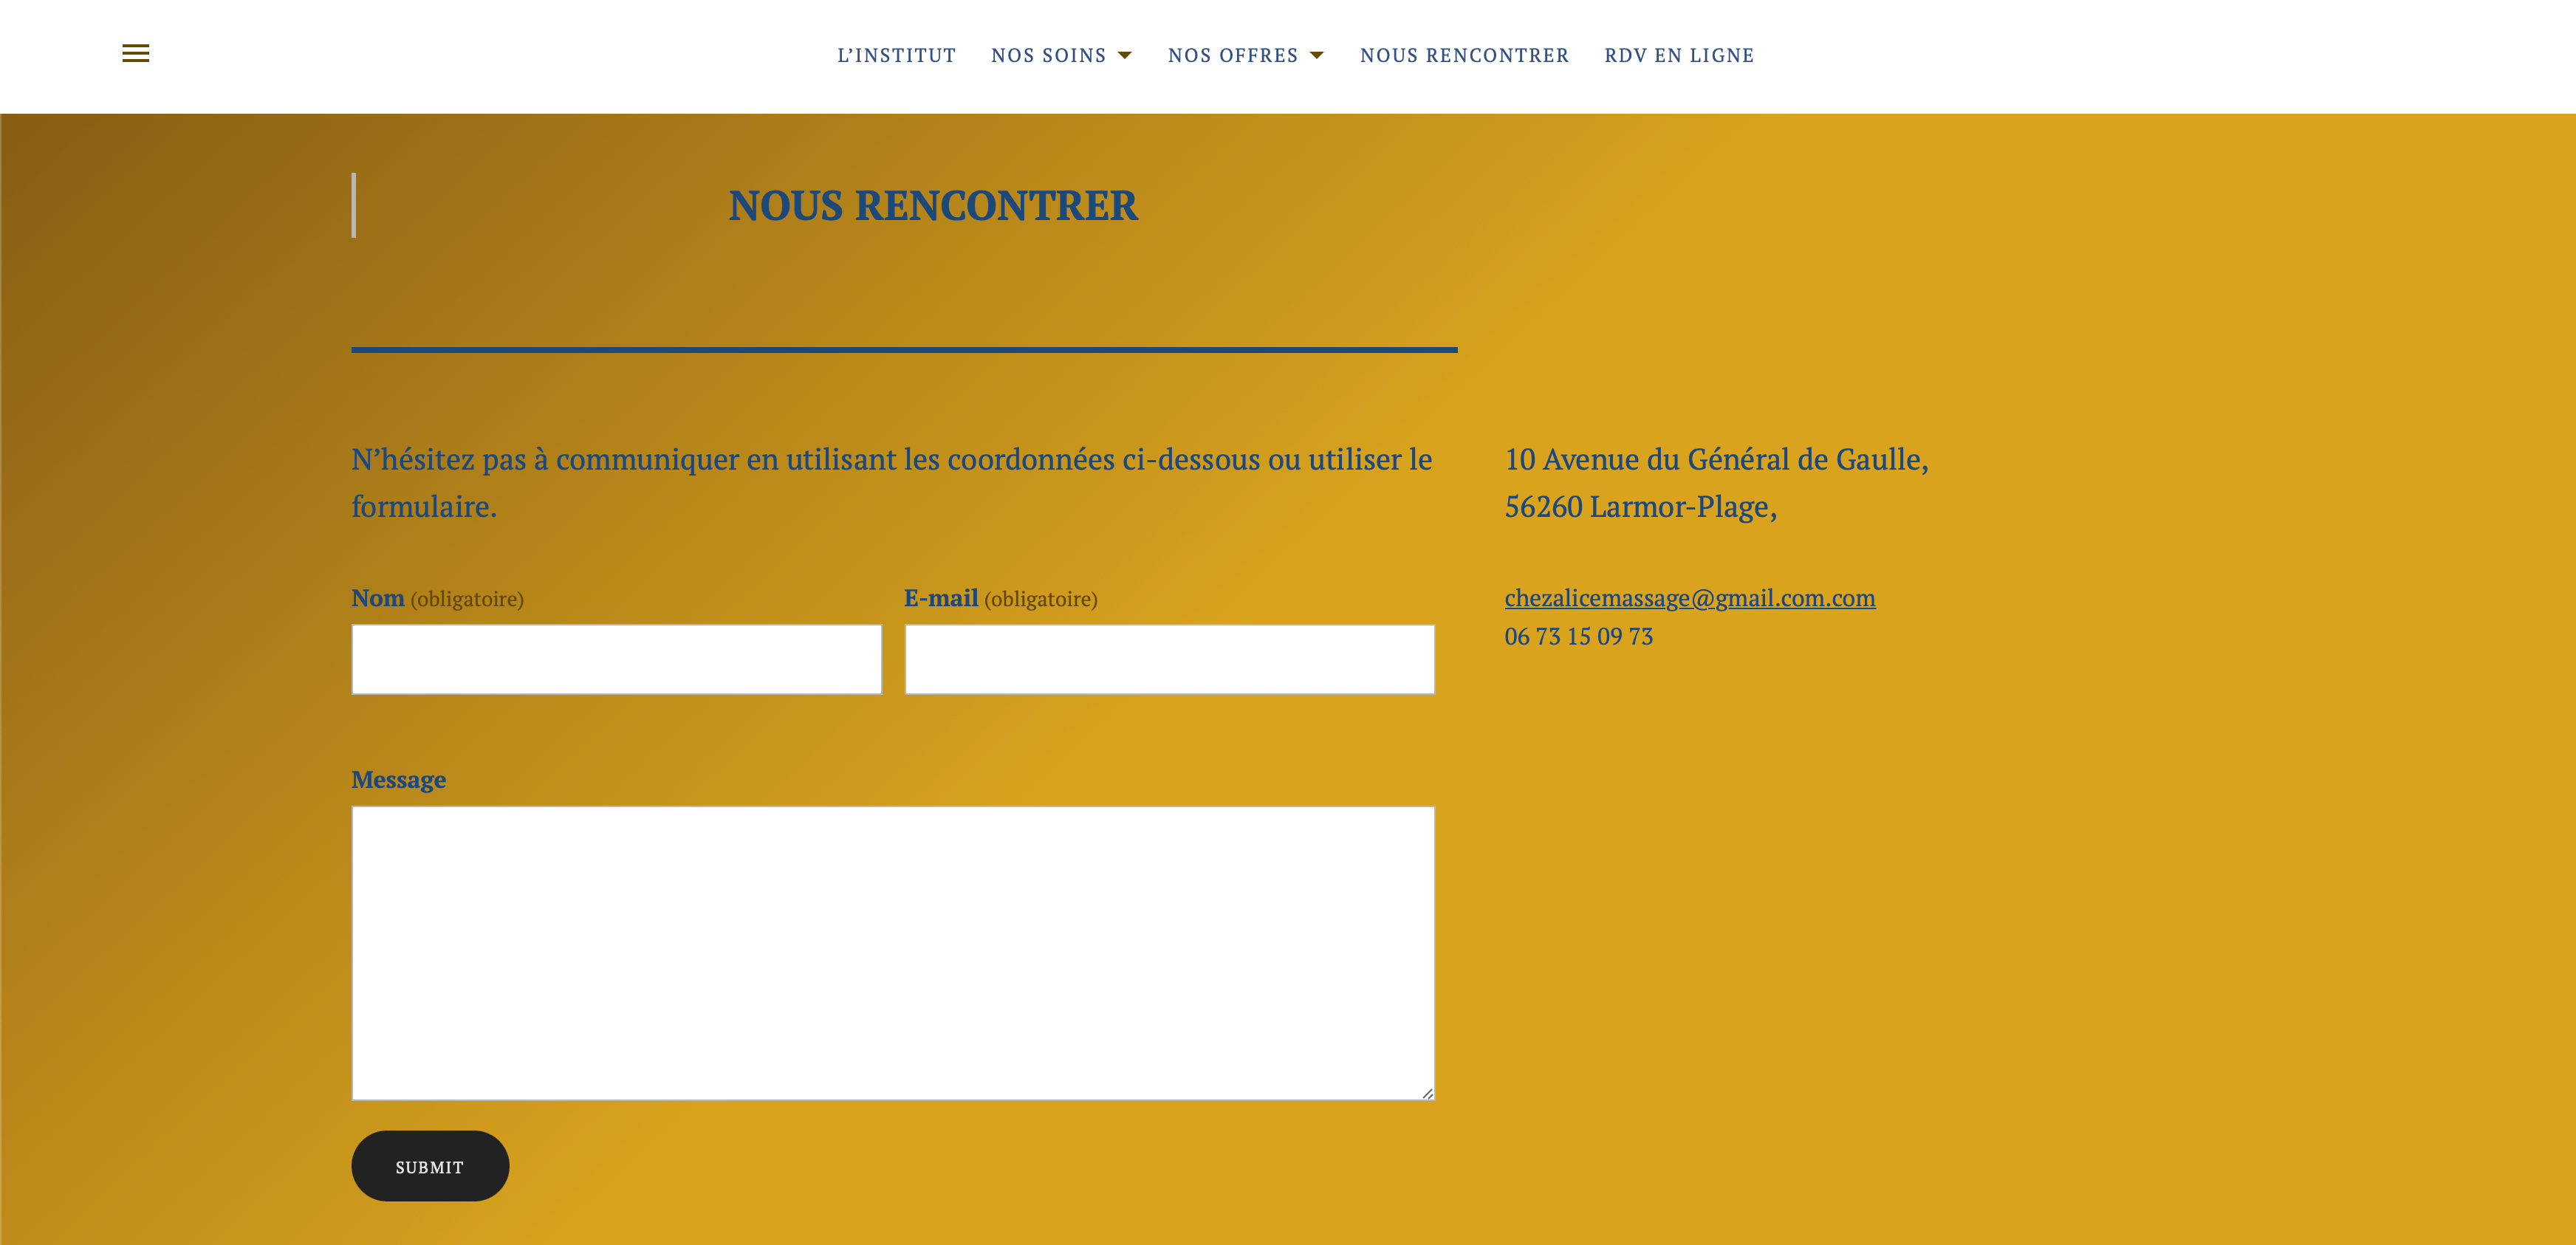 L’INSTITUT NOS SOINS NOS OFFRES NOUS RENCONTRER RDV EN LIGNE
NOUS RENCONTRER
N’hésitez pas à communiquer en utilisant les coordonnées ci-dessous ou utiliser le
formulaire.
Nom (obligatoire)
E-mail (obligatoire)
Message
SUBMIT
10 Avenue du Général de Gaulle,
56260 Larmor-Plage,
chezalicemassage@gmail.com.com
06 73 15 09 73